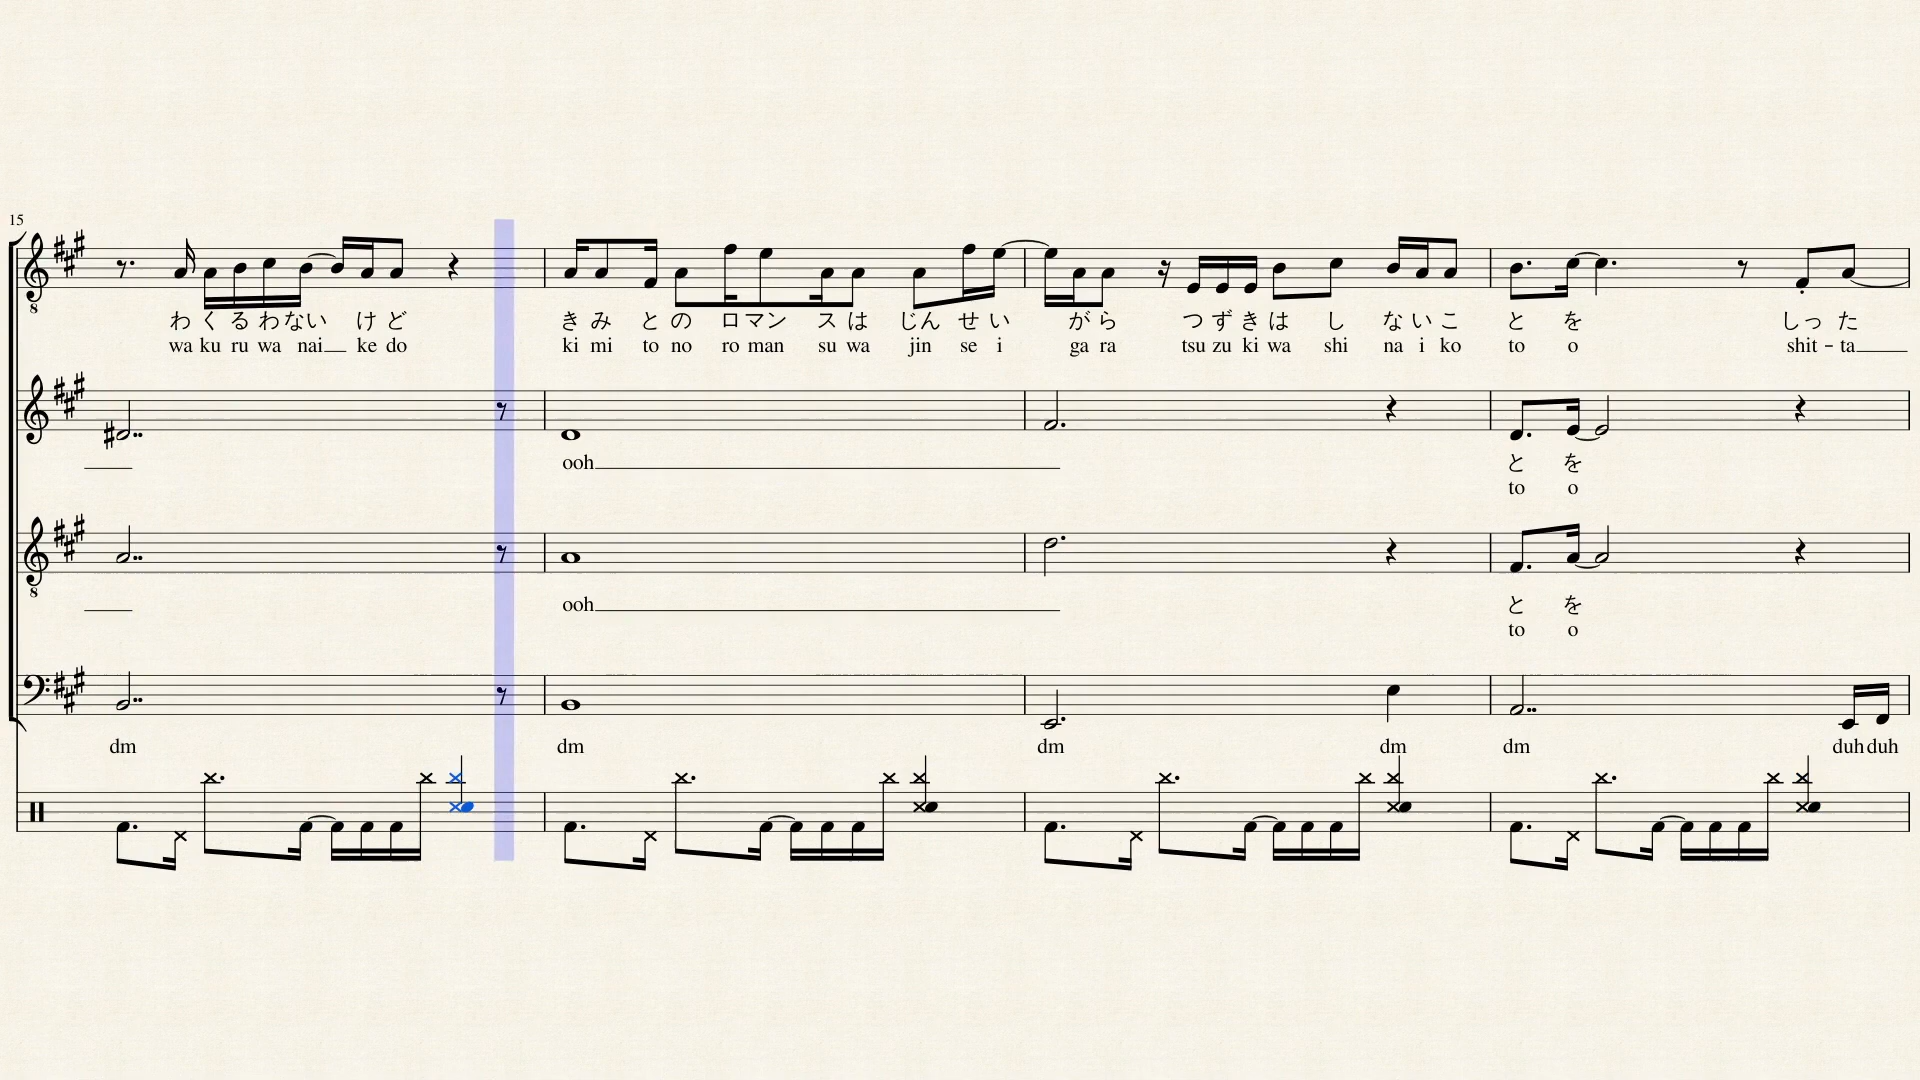 15
わ く る わ ない け ど き み と の ロ マン ス は じん せ い が ら つ ず き は し な い こ と を しっ た
wa ku ru wa nai ke do ki mi to no ro man su wa jin se i ga ra tsu zu ki wa shi na i ko to o shit - ta
ooh と を
to o
ooh と を
to o
dm dm dm dm dm duh duh